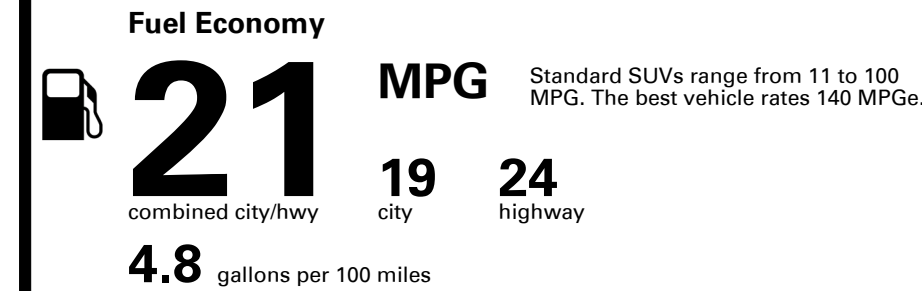 Fuel Economy
21
MPG
Standard SUVs range from 11 to 100
MPG. The best vehicle rates 140 MPGe.
combined city/hwy
19
city
24
highway
4.8 gallons per 100 miles